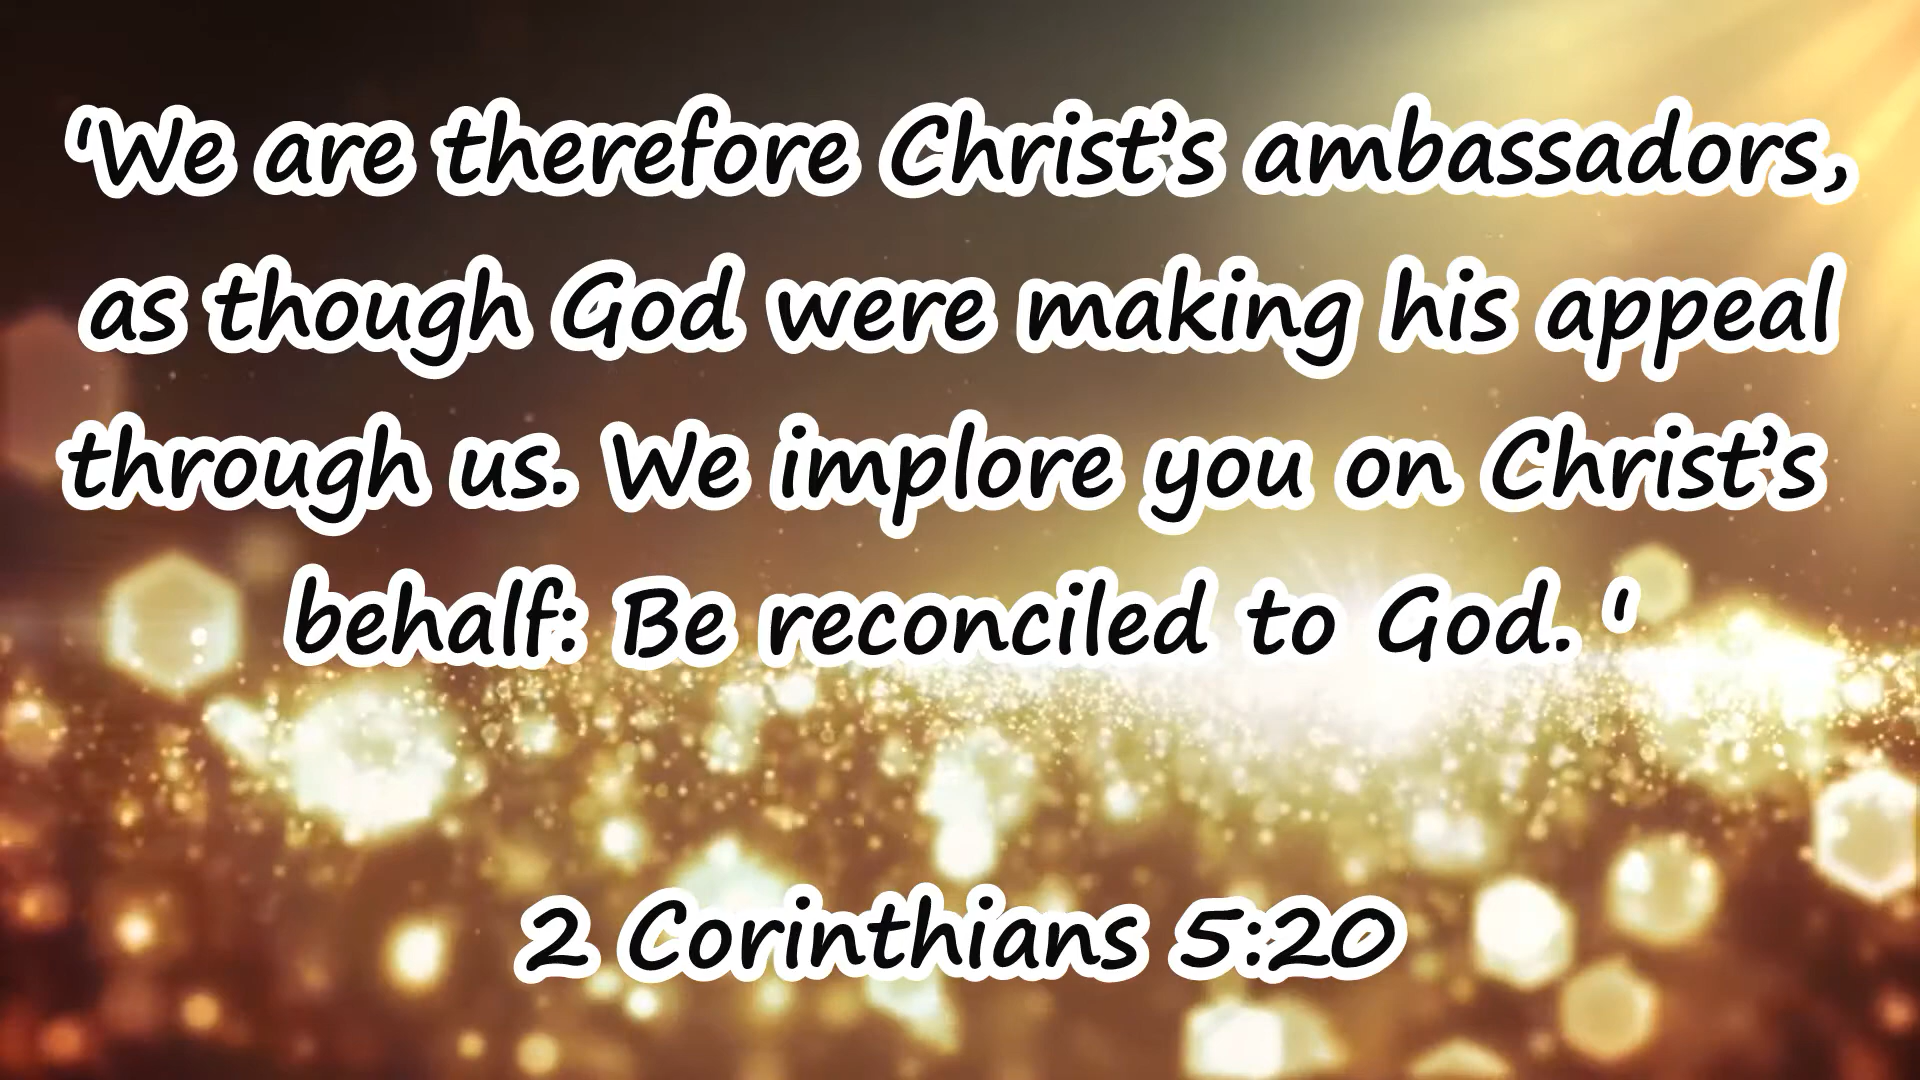 'We are therefore Christ’s ambassadors,
as though God were making his appeal
through us. We implore you on Christ’s
behalf: Be reconciled to God. '
2 Corinthians 5:20